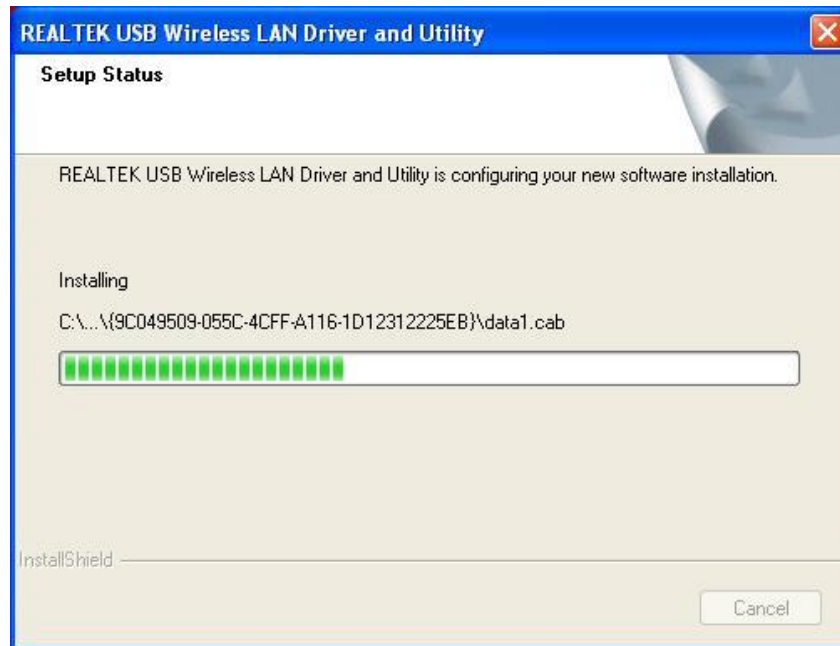 REALTEK USB Wireless LAN Driver and Utility
Setup Status
REALTEK USB Wireless LAN Driver and Utility is configuring your new software installation.
Installing
C:\...\{9C049509-055C-4CFF-A116-1D12312225EB}\data1.cab
InstallShield
Cancel